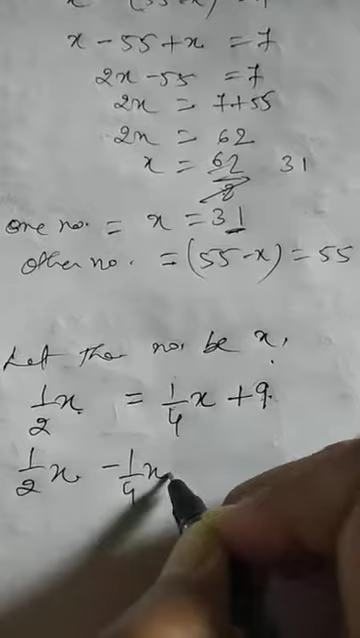 x - 55 + x = 7
2x - 55 = 7
2x = 7 + 55
2x = 62
x = 62/2 31
one no. = x = 31
other no. = (55 - x) = 55
Let the no. be x.
1/2 x = 1/4 x + 9.
1/2 x - 1/4 x